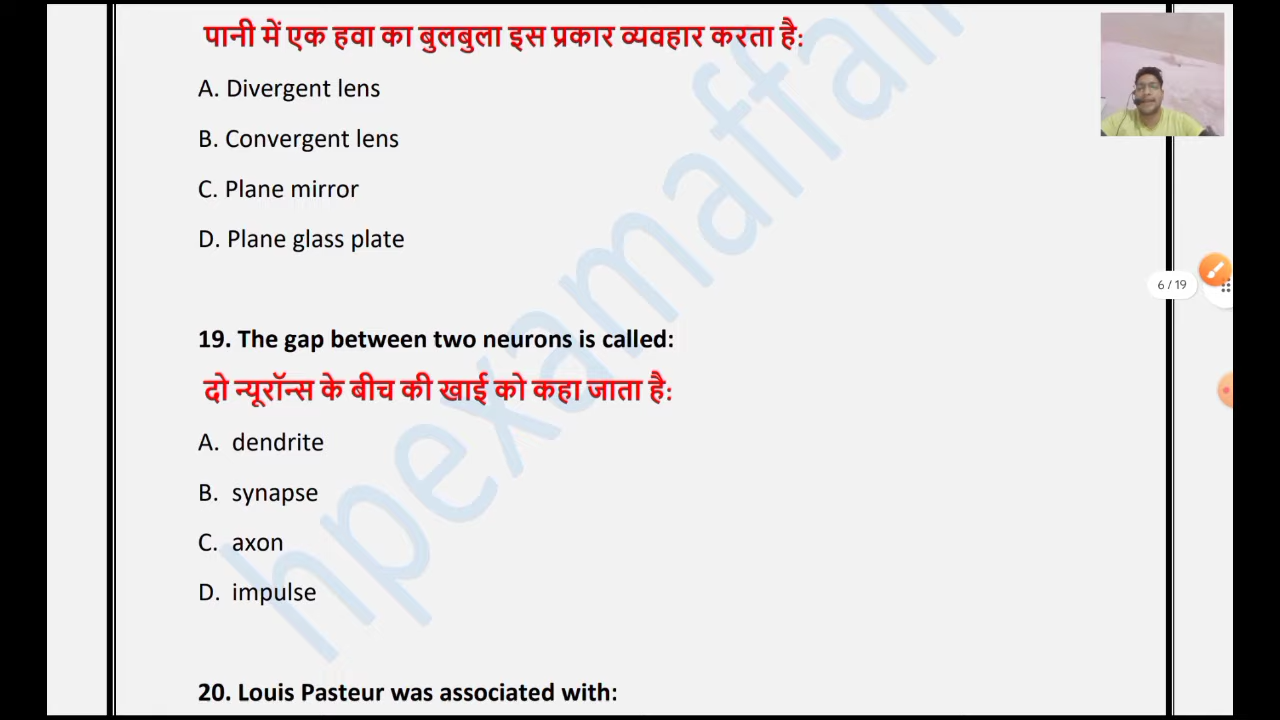 पानी में एक हवा का बुलबुला इस प्रकार व्यवहार करता है:
A. Divergent lens
B. Convergent lens
C. Plane mirror
D. Plane glass plate
6 / 19
19. The gap between two neurons is called:
दो न्यूरॉन्स के बीच की खाई को कहा जाता है:
A. dendrite
B. synapse
C. axon
D. impulse
20. Louis Pasteur was associated with:
hpexamaffai